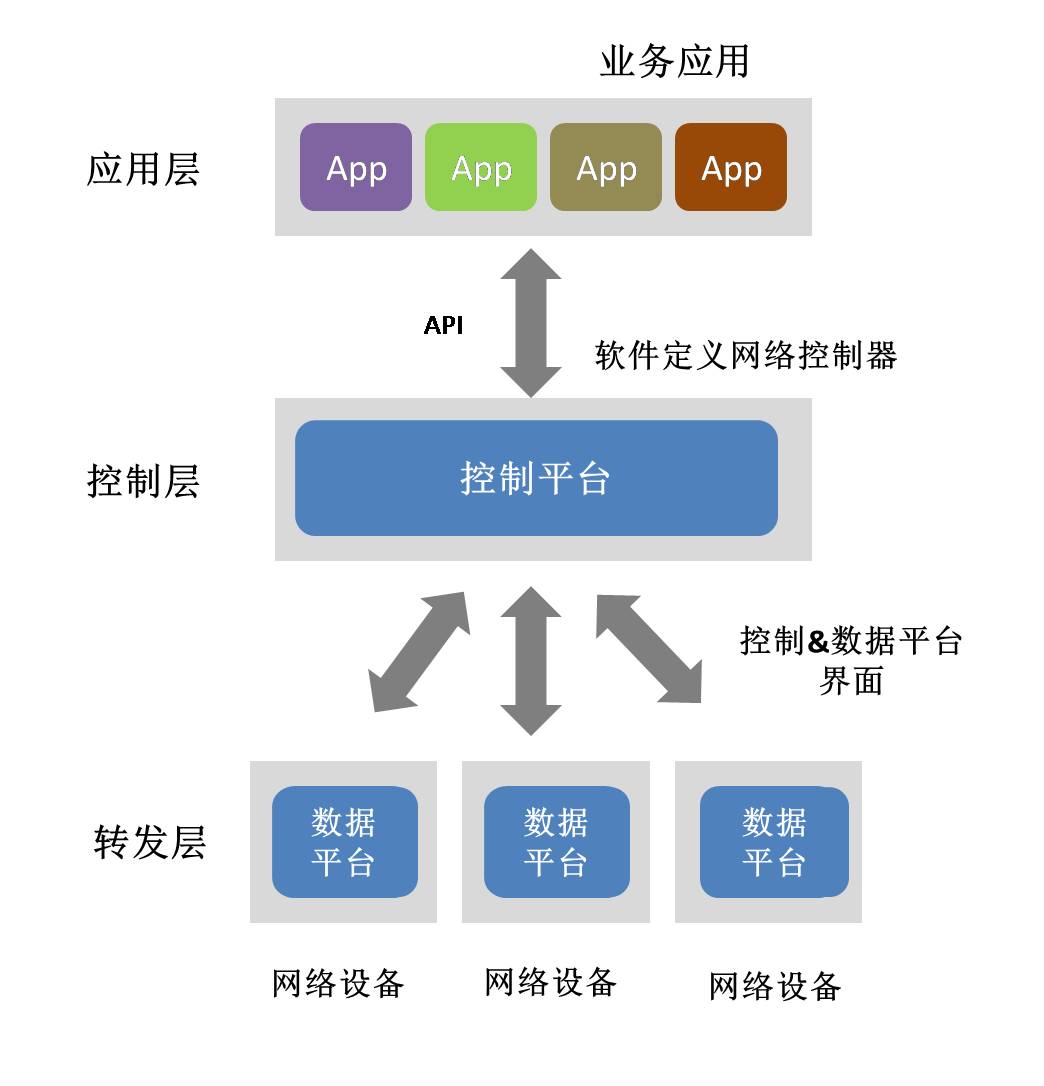 业务应用
应用层
App App App App
API
软件定义网络控制器
控制层
控制平台
控制&数据平台
界面
转发层
数据
平台
数据
平台
数据
平台
网络设备
网络设备
网络设备